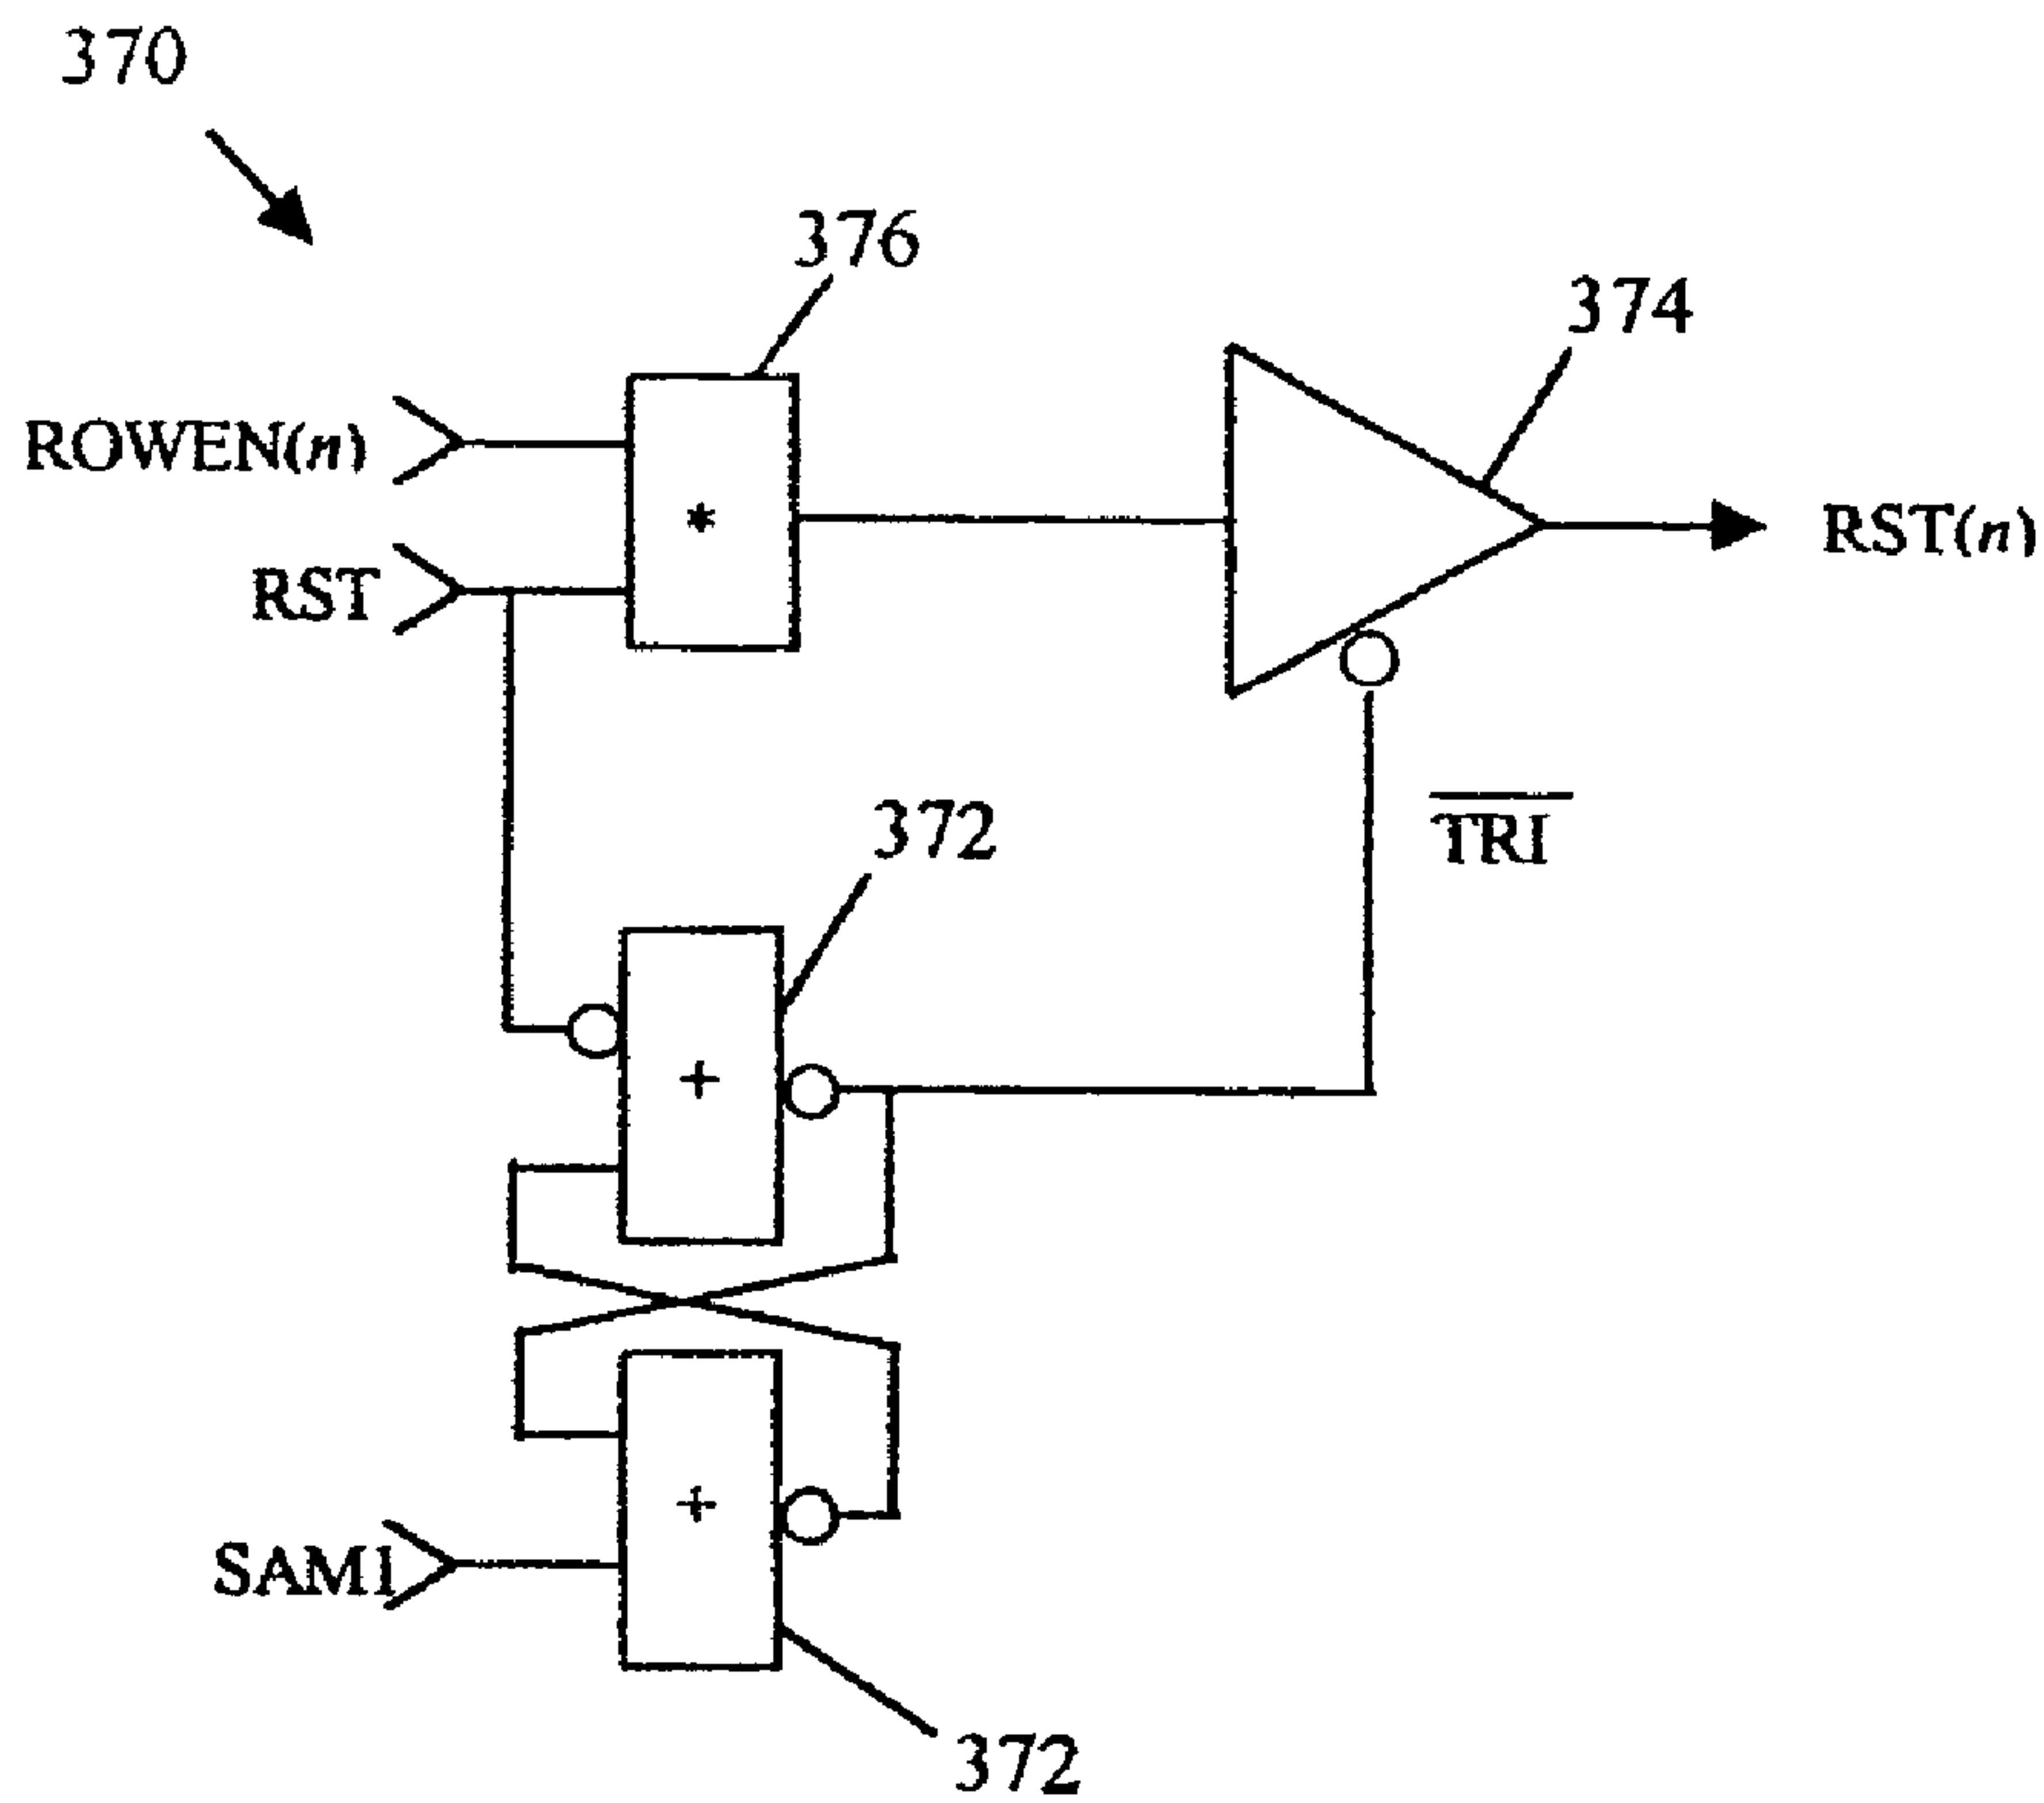 370
376
374
ROWEN(n)
*
RST
RST(n)
TRI
372
+
+
SAM1
372